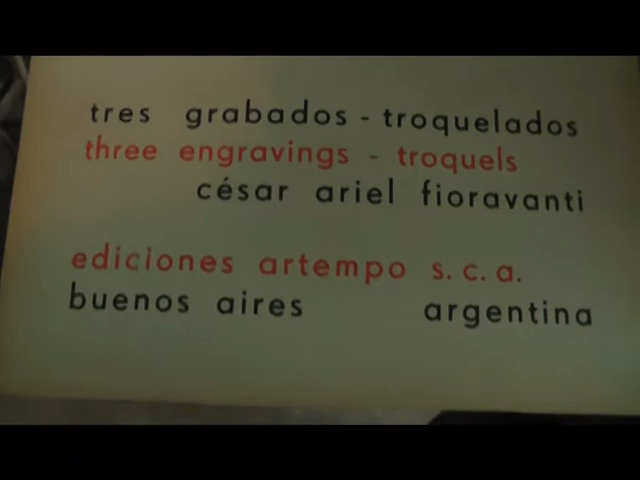 tres grabados - troquelados
three engravings - troquels
césar ariel fioravanti
ediciones artempo s. c. a.
buenos aires argentina